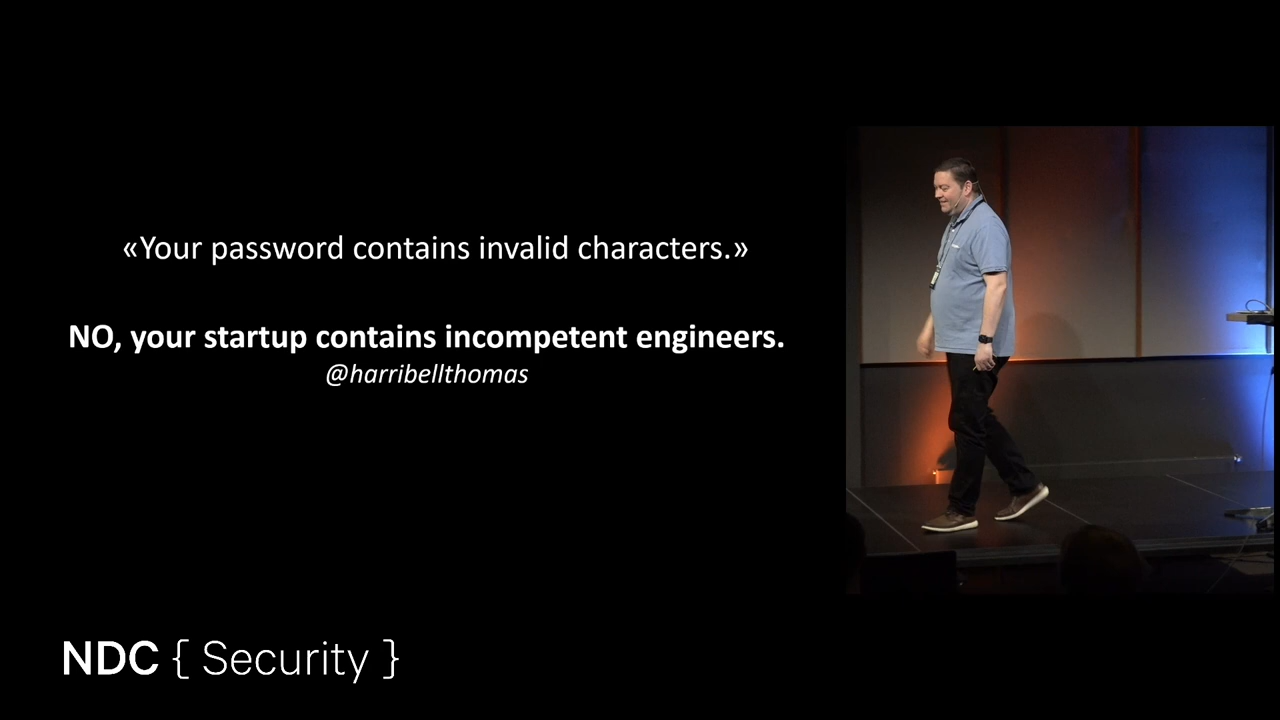 «Your password contains invalid characters.»
NO, your startup contains incompetent engineers.
@harribellthomas
NDC { Security }